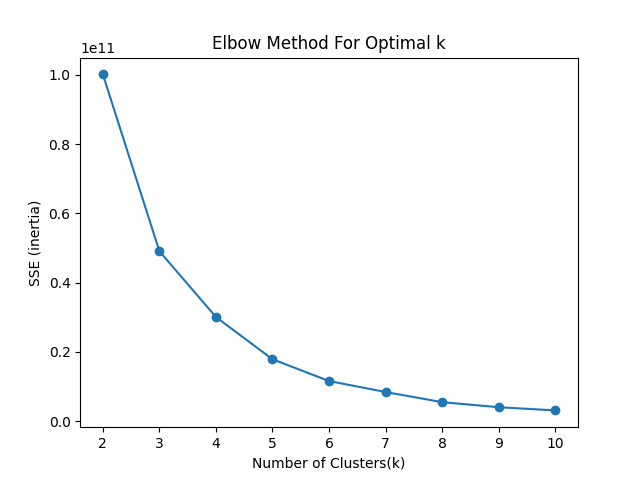 Elbow Method For Optimal k
1e11
1.0
0.8
0.6
0.4
0.2
0.0
SSE (inertia)
2 3 4 5 6 7 8 9 10
Number of Clusters(k)